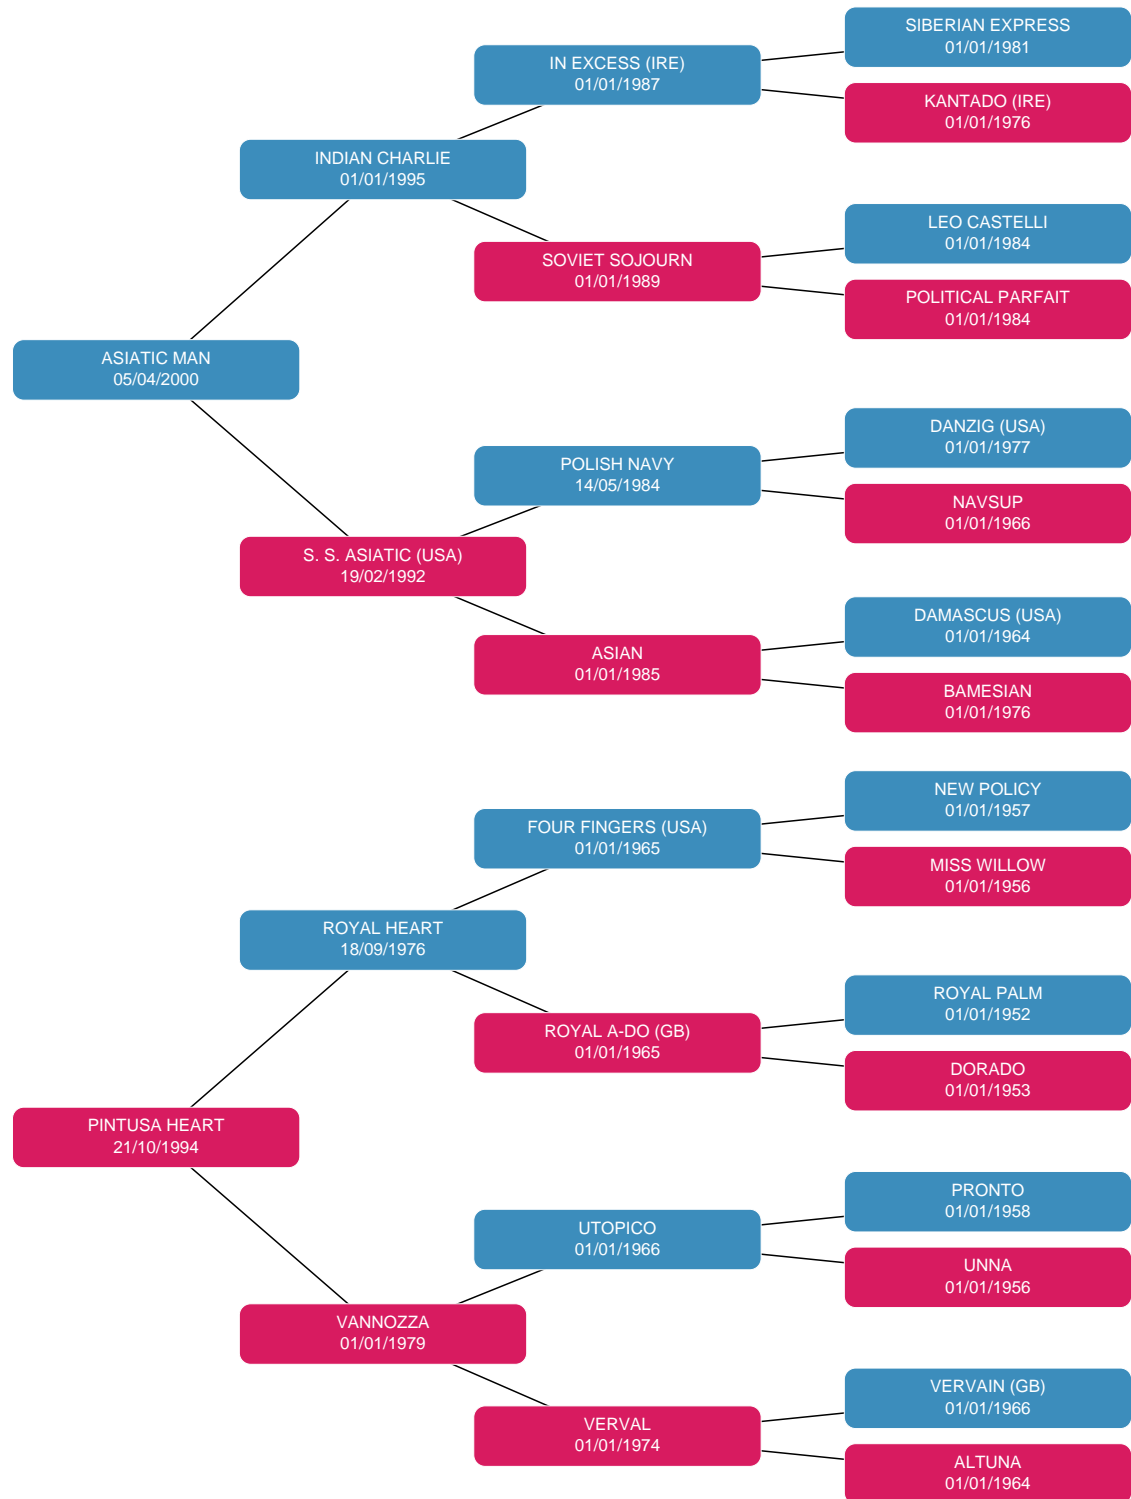 SIBERIAN EXPRESS
01/01/1981
IN EXCESS (IRE)
01/01/1987
KANTADO (IRE)
01/01/1976
INDIAN CHARLIE
01/01/1995
LEO CASTELLI
01/01/1984
SOVIET SOJOURN
01/01/1989
POLITICAL PARFAIT
01/01/1984
ASIATIC MAN
05/04/2000
DANZIG (USA)
01/01/1977
POLISH NAVY
14/05/1984
NAVSUP
01/01/1966
S. S. ASIATIC (USA)
19/02/1992
DAMASCUS (USA)
01/01/1964
ASIAN
01/01/1985
BAMESIAN
01/01/1976
NEW POLICY
01/01/1957
FOUR FINGERS (USA)
01/01/1965
MISS WILLOW
01/01/1956
ROYAL HEART
18/09/1976
ROYAL PALM
01/01/1952
ROYAL A-DO (GB)
01/01/1965
DORADO
01/01/1953
PINTUSA HEART
21/10/1994
PRONTO
01/01/1958
UTOPICO
01/01/1966
UNNA
01/01/1956
VANNOZZA
01/01/1979
VERVAIN (GB)
01/01/1966
VERVAL
01/01/1974
ALTUNA
01/01/1964